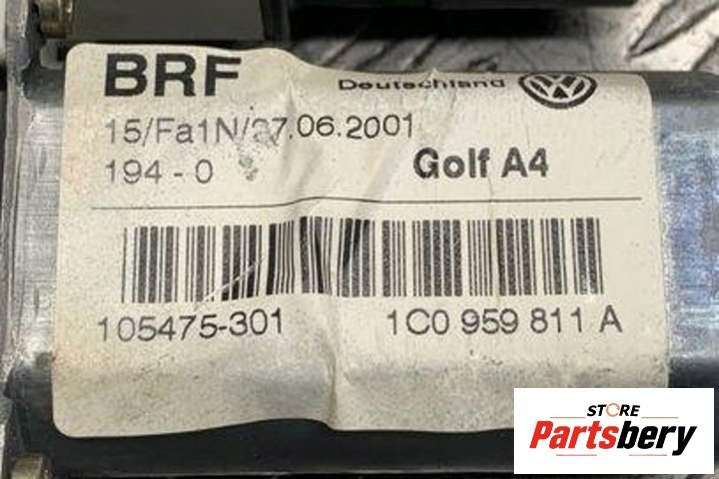 BRF
Deutschland
15/Fa1N/27.06.2001
194 - 0
Golf A4
105475-301
1C0 959 811 A
STORE
Partsbery